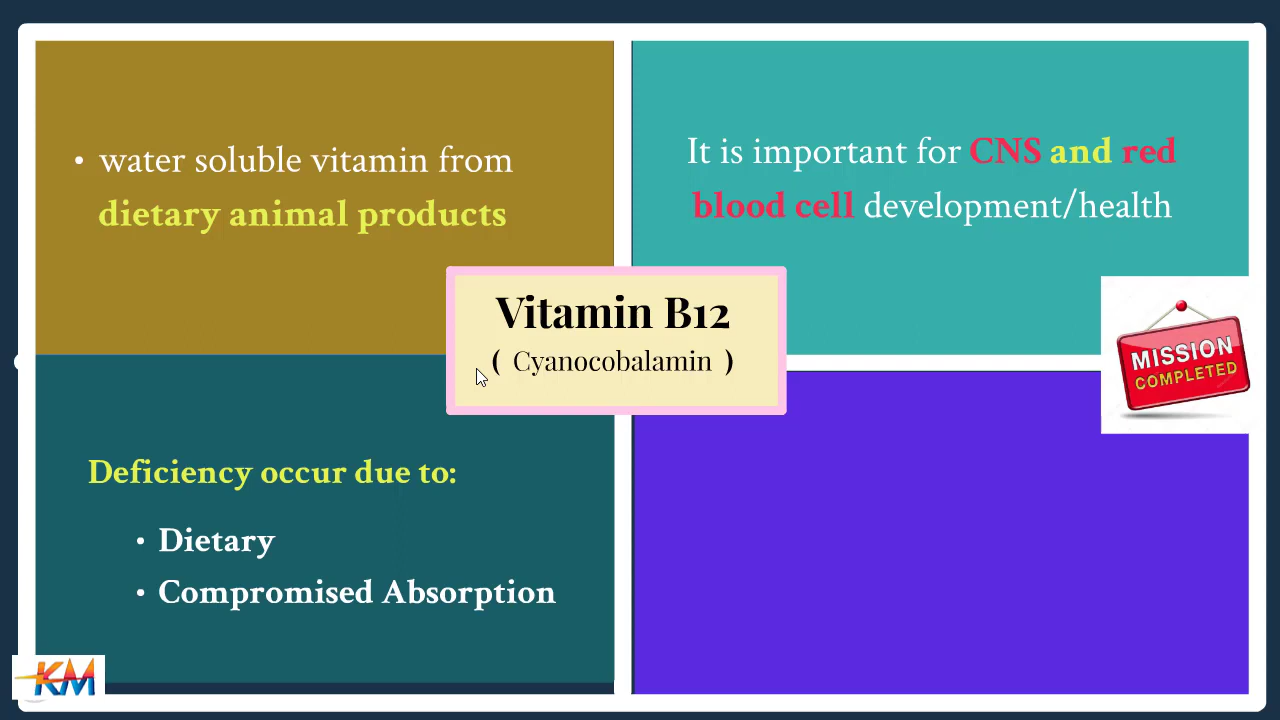 • water soluble vitamin from
dietary animal products
It is important for CNS and red
blood cell development/health
Vitamin B12
( Cyanocobalamin )
MISSION
COMPLETED
Deficiency occur due to:
• Dietary
• Compromised Absorption
KM